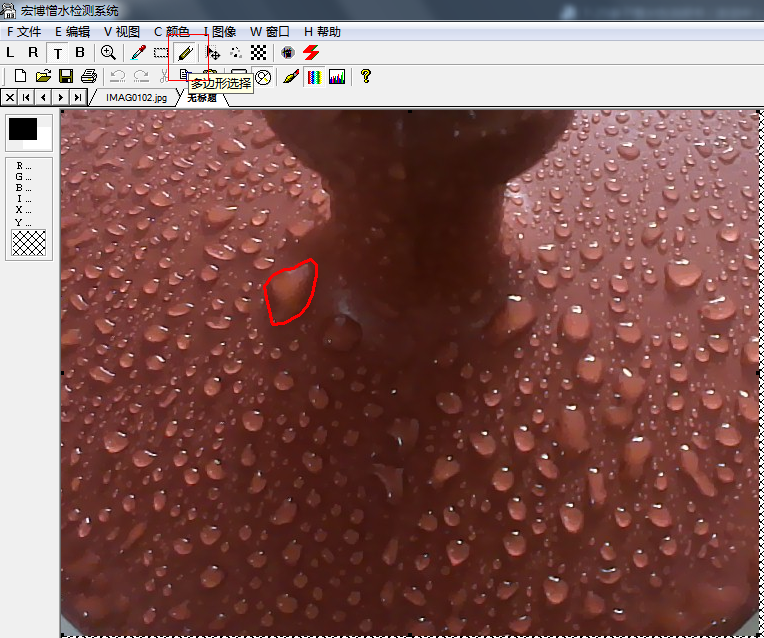 宏博憎水检测系统
F 文件 E 编辑 V 视图 C 颜色 I 图像 W 窗口 H 帮助
L R T B
多边形选择
IMAG0102.jpg 无标题
R ...
G ...
B ...
I ...
X ...
Y ...